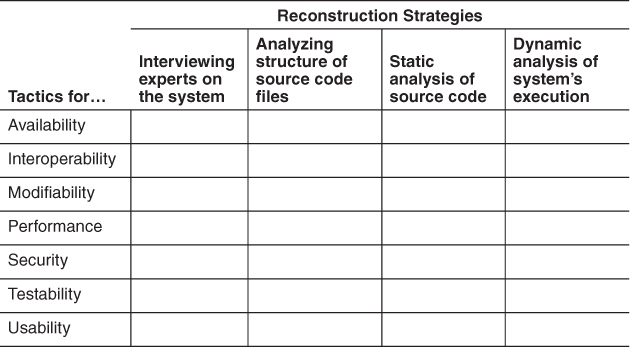 Reconstruction Strategies
Tactics for…
Interviewing
experts on
the system
Analyzing
structure of
source code
files
Static
analysis of
source code
Dynamic
analysis of
system’s
execution
Availability
Interoperability
Modifiability
Performance
Security
Testability
Usability